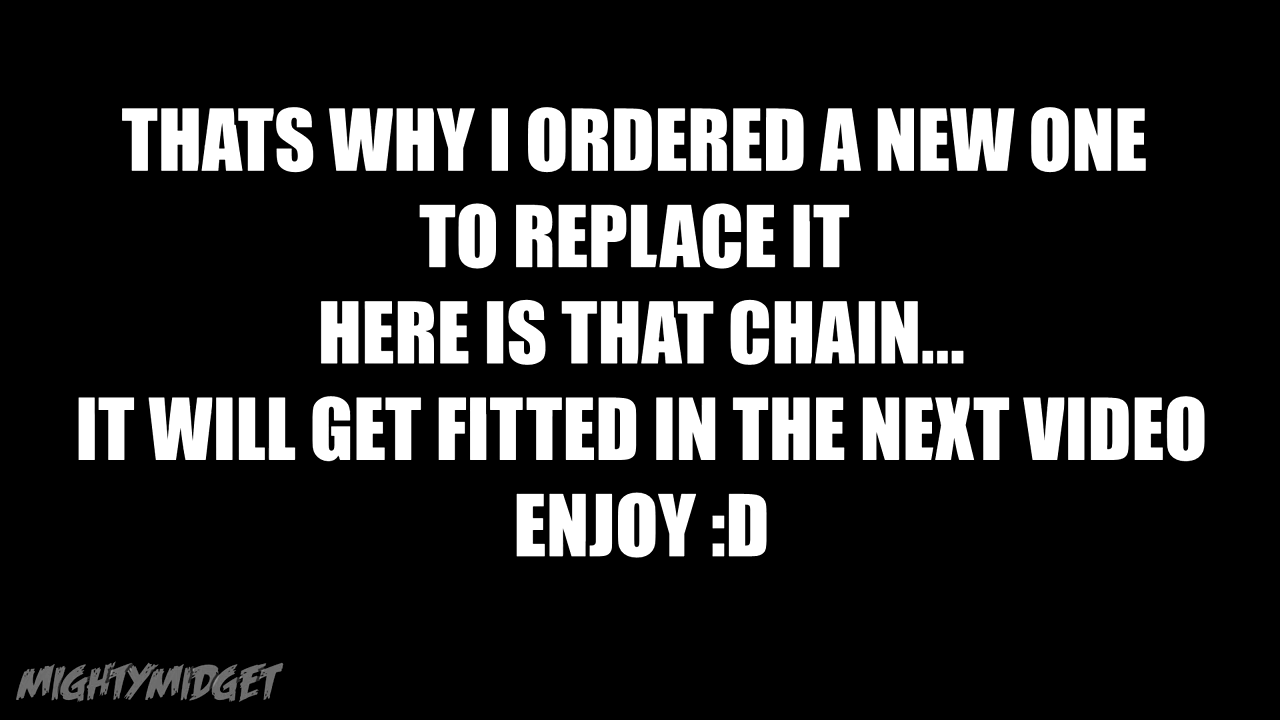 THATS WHY I ORDERED A NEW ONE
TO REPLACE IT
HERE IS THAT CHAIN...
IT WILL GET FITTED IN THE NEXT VIDEO
ENJOY :D
MIGHTYMIDGET